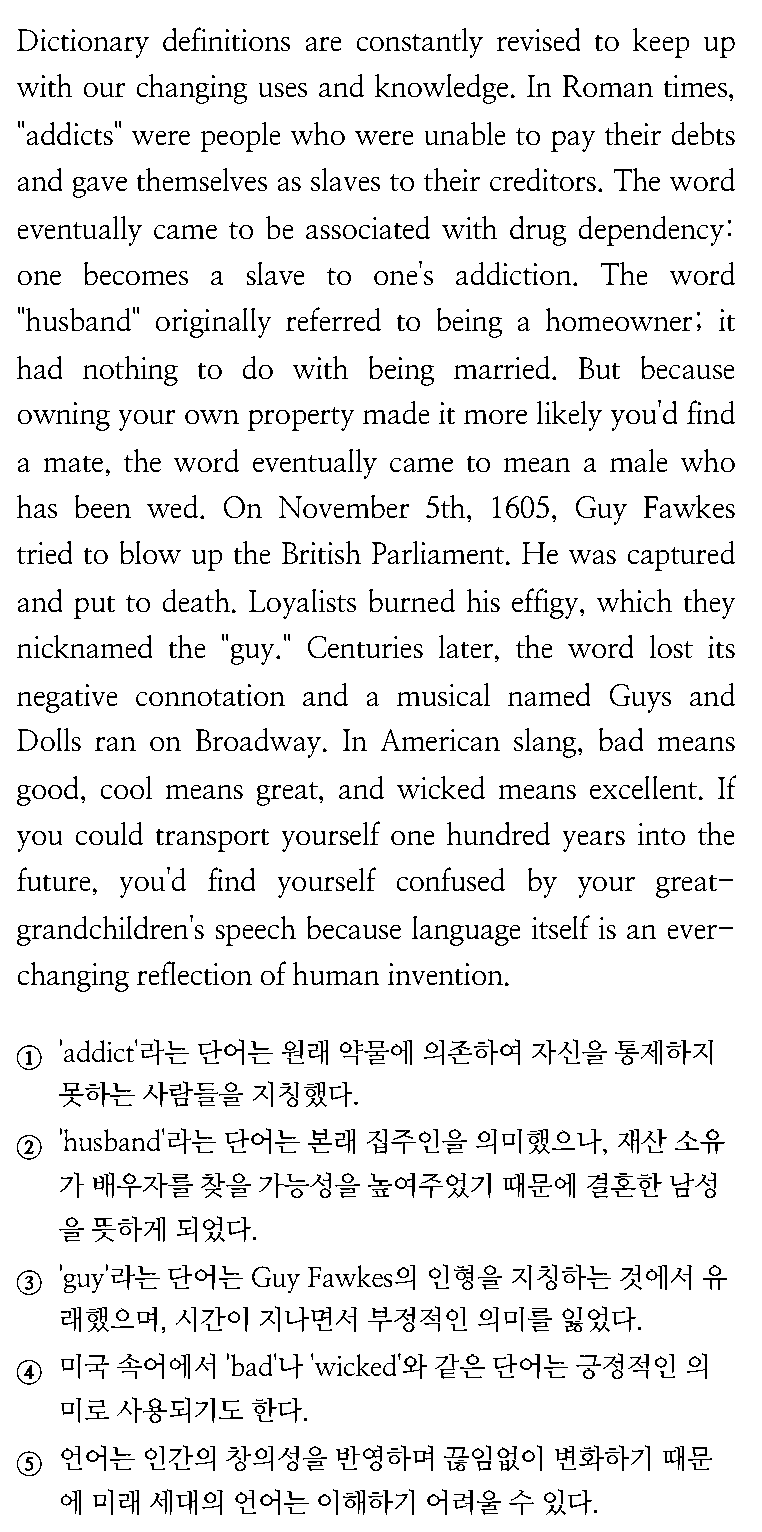 Dictionary definitions are constantly revised to keep up
with our changing uses and knowledge. In Roman times,
"addicts" were people who were unable to pay their debts
and gave themselves as slaves to their creditors. The word
eventually came to be associated with drug dependency:
one becomes a slave to one's addiction. The word
"husband" originally referred to being a homeowner; it
had nothing to do with being married. But because
owning your own property made it more likely you'd find
a mate, the word eventually came to mean a male who
has been wed. On November 5th, 1605, Guy Fawkes
tried to blow up the British Parliament. He was captured
and put to death. Loyalists burned his effigy, which they
nicknamed the "guy." Centuries later, the word lost its
negative connotation and a musical named Guys and
Dolls ran on Broadway. In American slang, bad means
good, cool means great, and wicked means excellent. If
you could transport yourself one hundred years into the
future, you'd find yourself confused by your great-
grandchildren's speech because language itself is an ever-
changing reflection of human invention.
① 'addict'라는 단어는 원래 약물에 의존하여 자신을 통제하지
못하는 사람들을 지칭했다.
② 'husband'라는 단어는 본래 집주인을 의미했으나, 재산 소유
가 배우자를 찾을 가능성을 높여주었기 때문에 결혼한 남성
을 뜻하게 되었다.
③ 'guy'라는 단어는 Guy Fawkes의 인형을 지칭하는 것에서 유
래했으며, 시간이 지나면서 부정적인 의미를 잃었다.
④ 미국 속어에서 'bad'나 'wicked'와 같은 단어는 긍정적인 의
미로 사용되기도 한다.
⑤ 언어는 인간의 창의성을 반영하며 끊임없이 변화하기 때문
에 미래 세대의 언어는 이해하기 어려울 수 있다.